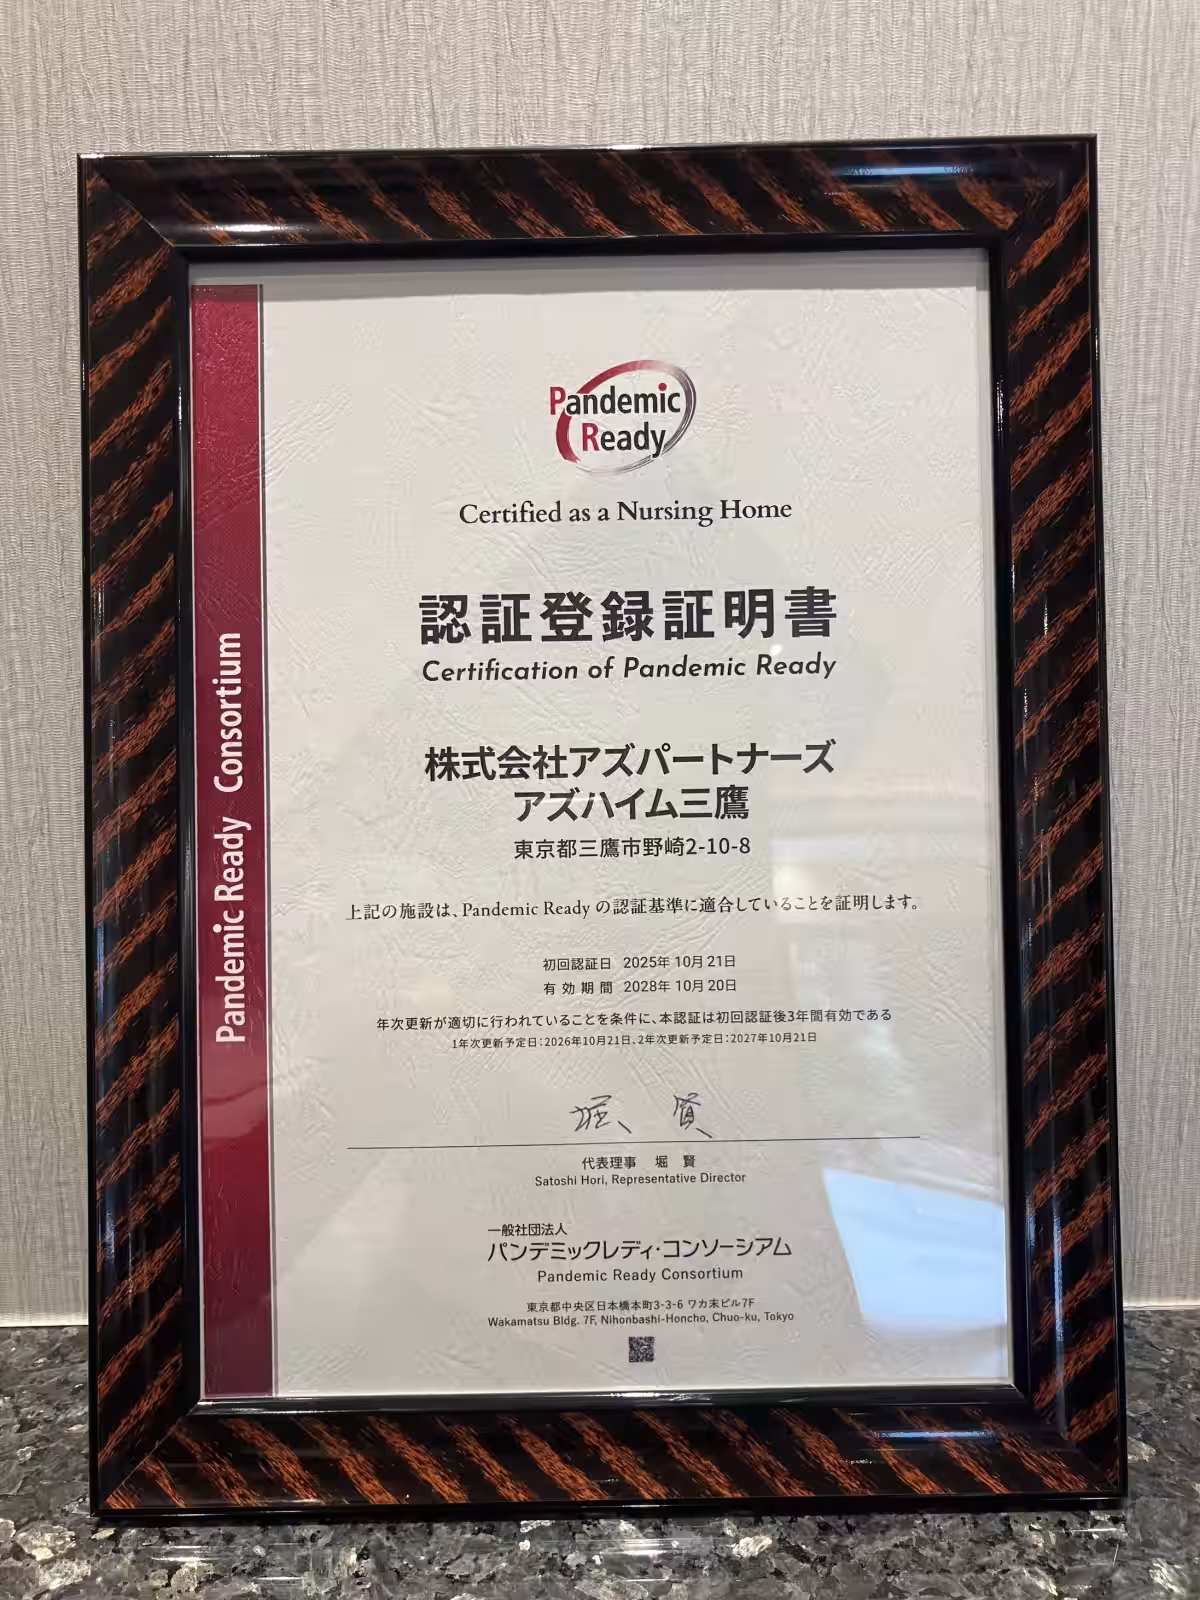 Pandemic Ready Consortium
Pandemic
Ready
Certified as a Nursing Home
認証登録証明書
Certification of Pandemic Ready
株式会社アズパートナーズ
アズハイム三鷹
東京都三鷹市野崎2-10-8
上記の施設は、Pandemic Ready の認証基準に適合していることを証明します。
初回認証日 2025年10月21日
有効期間 2028年10月20日
年次更新が適切に行われていることを条件に、本認証は初回認証後3年間有効である
1年次更新予定日：2026年10月21日、2年次更新予定日：2027年10月21日
堀 賢
代表理事 堀 賢
Satoshi Hori, Representative Director
一般社団法人
パンデミックレディ・コンソーシアム
Pandemic Ready Consortium
東京都中央区日本橋本町3-3-6 ワカ末ビル7F
Wakamatsu Bldg. 7F, Nihonbashi-Honcho, Chuo-ku, Tokyo